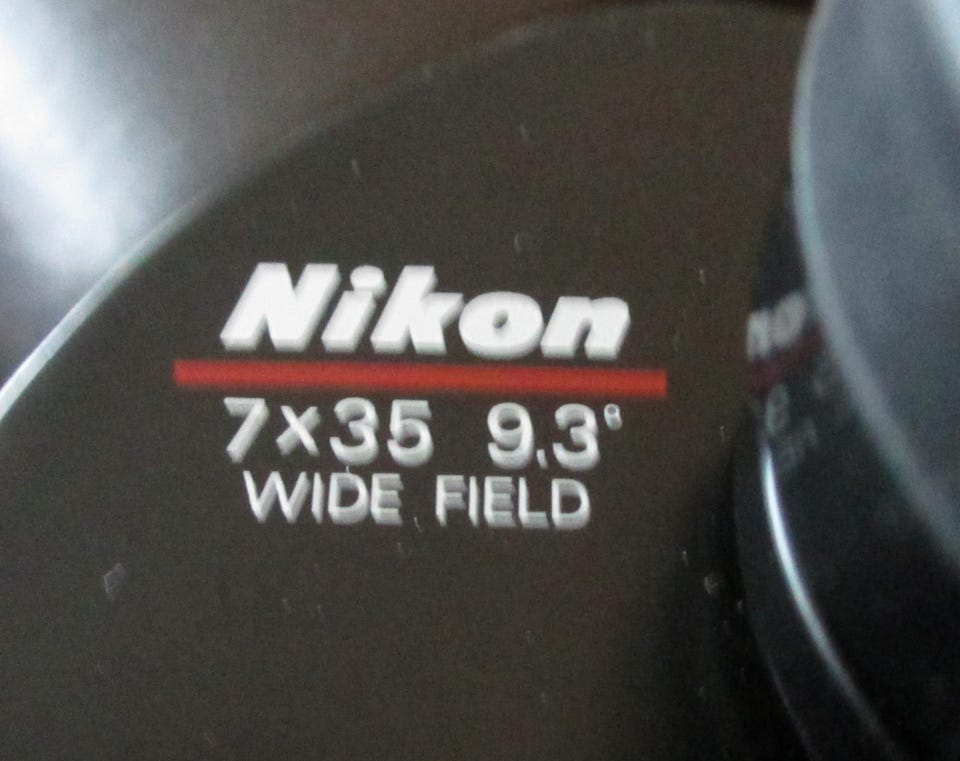 Nikon
7x35 9.3°
WIDE FIELD